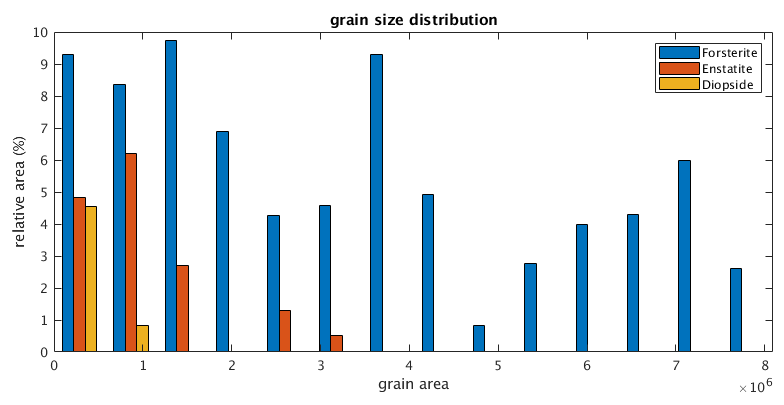 grain size distribution
10
9
8
7
6
5
4
3
2
1
0
relative area (%)
Forsterite
Enstatite
Diopside
0 1 2 3 4 5 6 7 8
grain area
×10^6